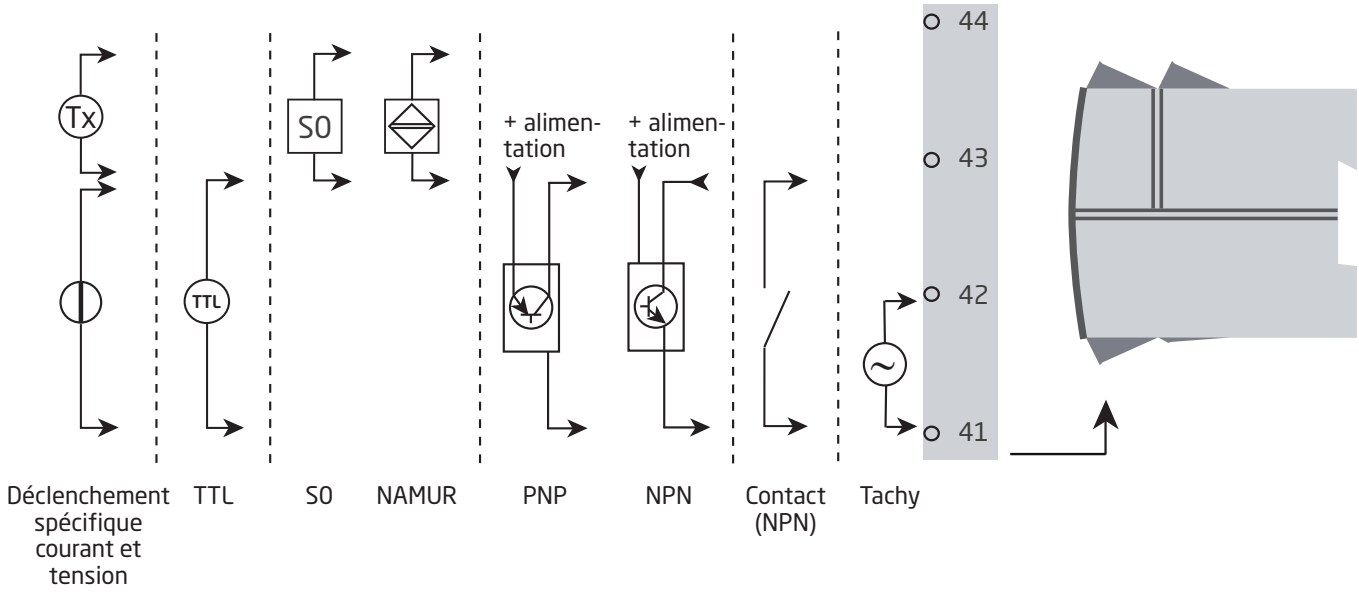 44
43
42
41
Tx
TTL
S0
+ alimen-
tation
+ alimen-
tation
~
Déclenchement
spécifique
courant et
tension
TTL
S0
NAMUR
PNP
NPN
Contact
(NPN)
Tachy